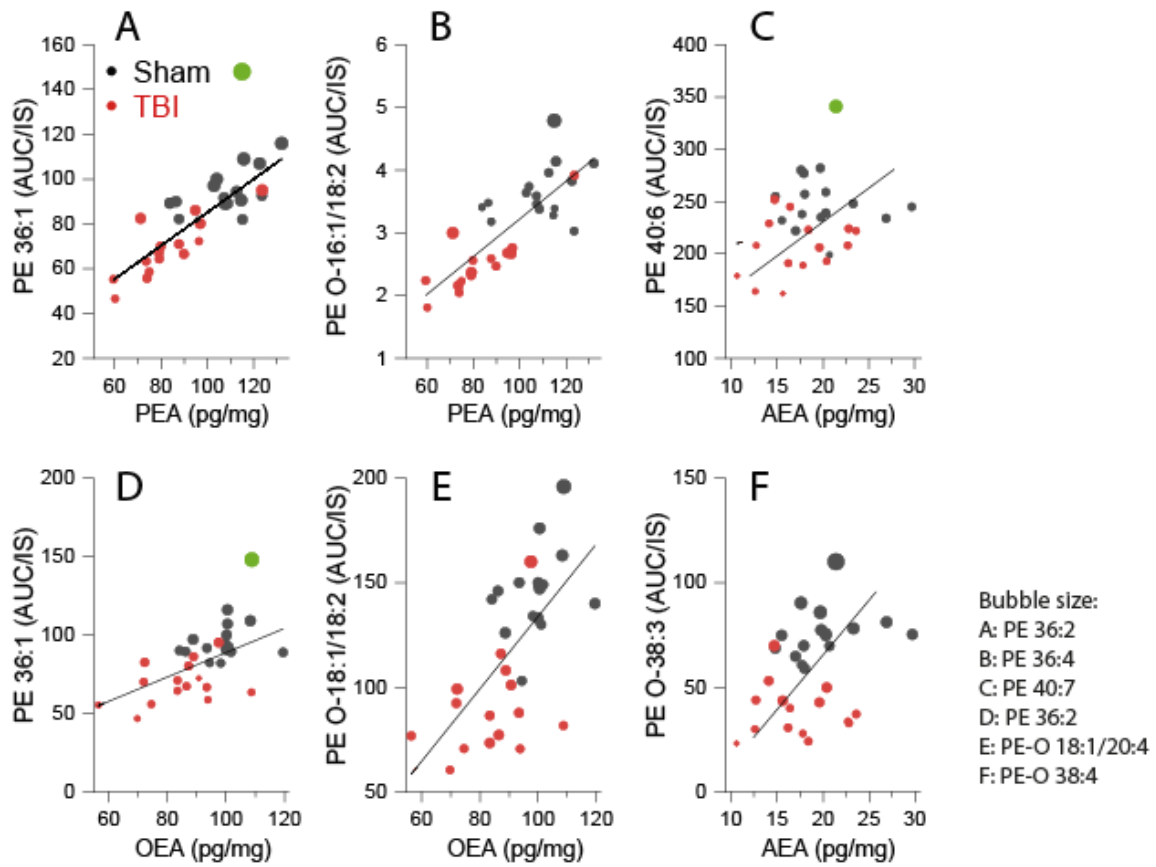 A
PE 36:1 (AUC/IS)
160
140
120
100
80
60
40
20
Sham
TBI
60
80
100
120
PEA (pg/mg)
B
PE O-16:1/18:2 (AUC/IS)
6
5
4
3
2
1
60
80
100
120
PEA (pg/mg)
C
PE 40:6 (AUC/IS)
400
350
300
250
200
150
100
10
15
20
25
30
AEA (pg/mg)
D
PE 36:1 (AUC/IS)
200
150
100
50
0
60
80
100
120
OEA (pg/mg)
E
PE O-18:1/18:2 (AUC/IS)
200
150
100
50
60
80
100
120
OEA (pg/mg)
F
PE O-38:3 (AUC/IS)
150
100
50
0
10
15
20
25
30
AEA (pg/mg)
Bubble size:
A: PE 36:2
B: PE 36:4
C: PE 40:7
D: PE 36:2
E: PE-O 18:1/20:4
F: PE-O 38:4